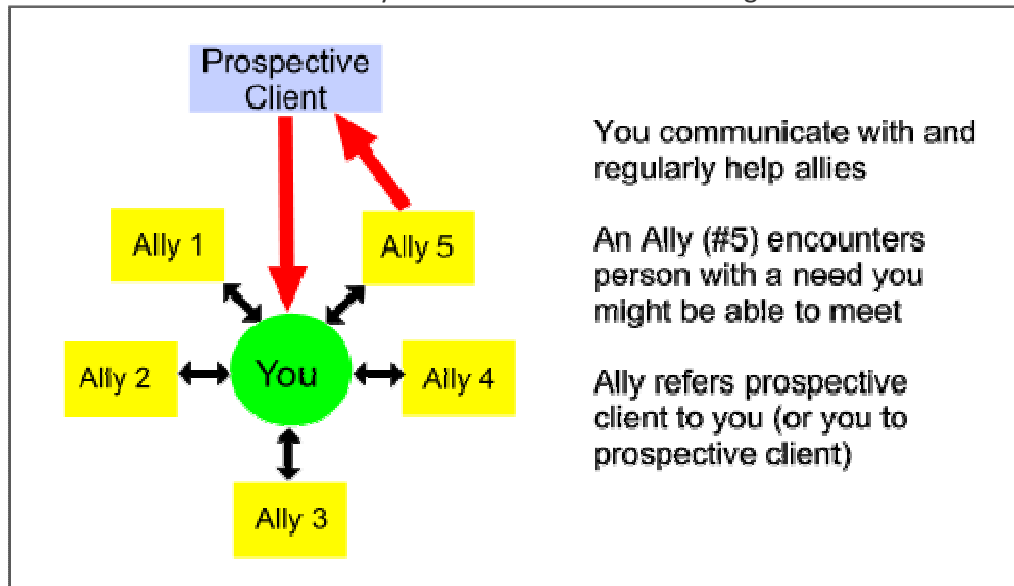 Prospective
Client
Ally 1
Ally 5
Ally 2
You
Ally 4
Ally 3
You communicate with and
regularly help allies
An Ally (#5) encounters
person with a need you
might be able to meet
Ally refers prospective
client to you (or you to
prospective client)